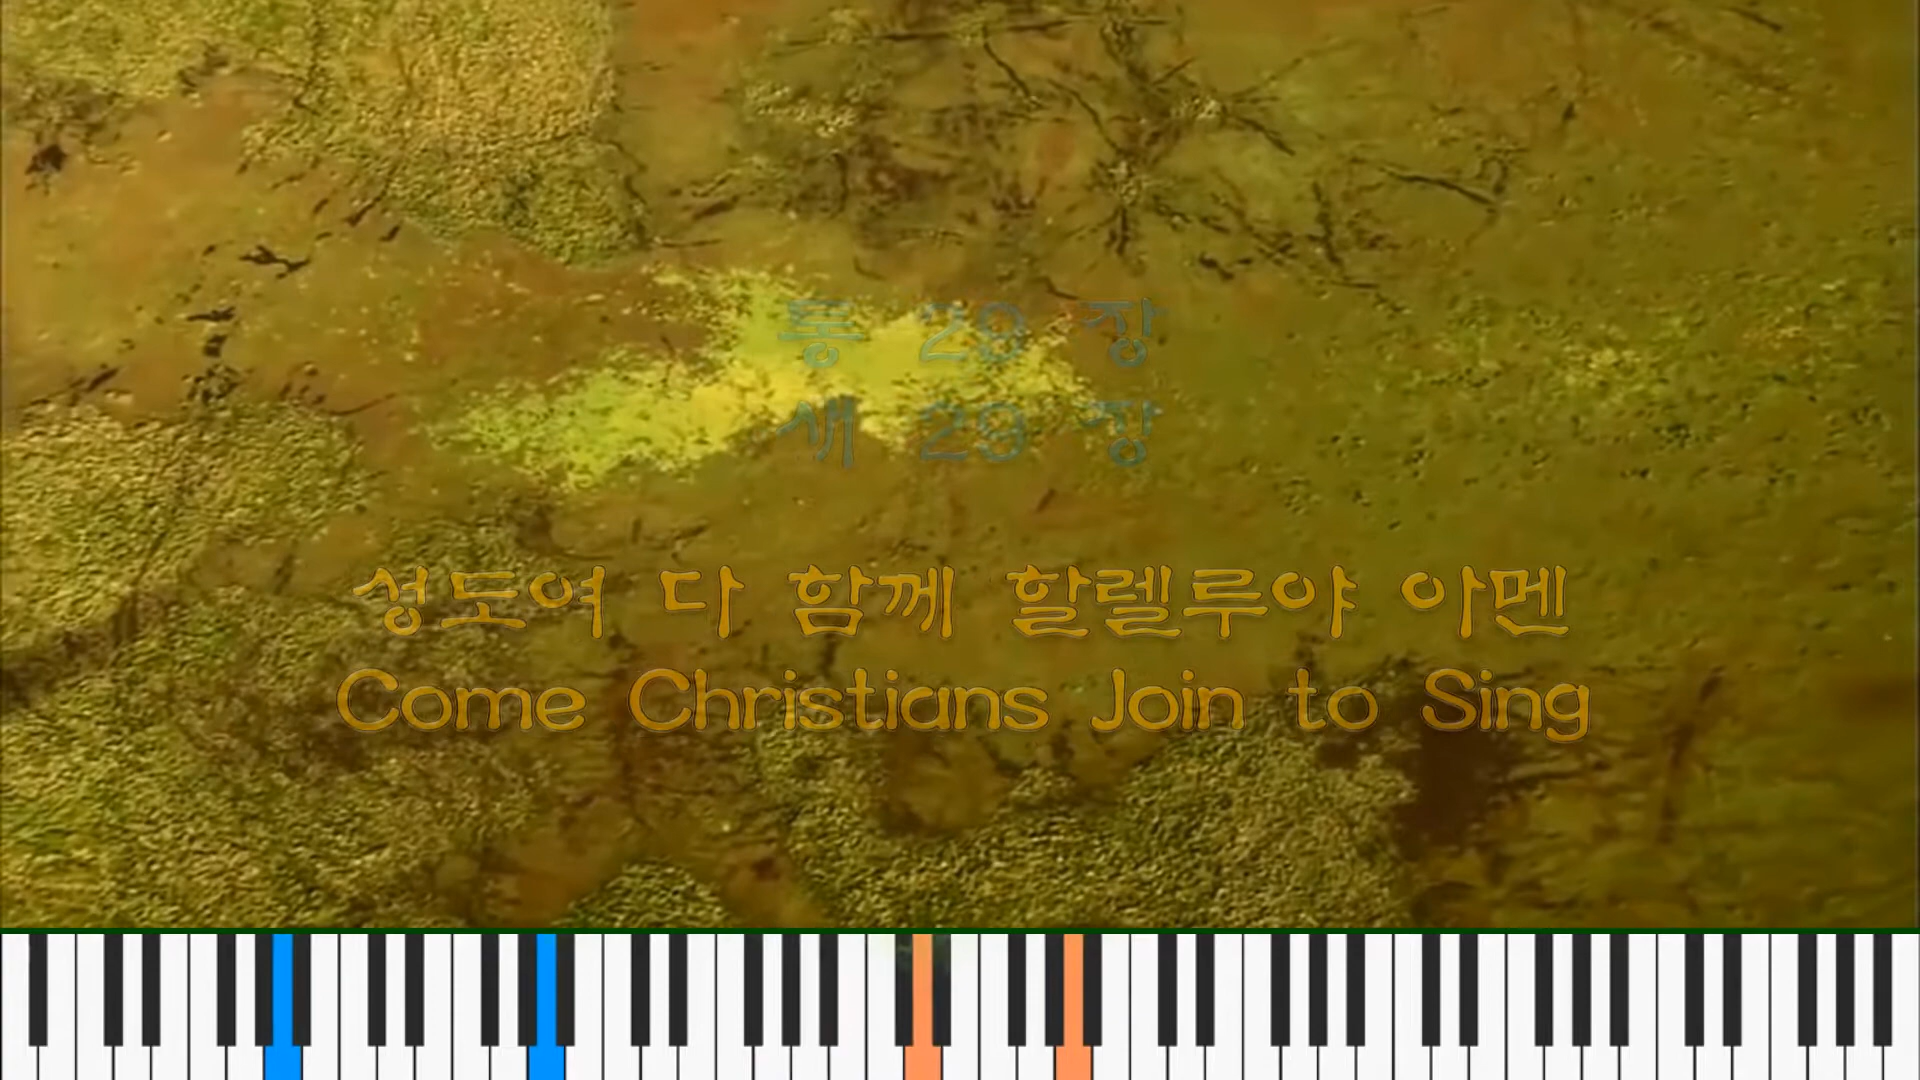 통 29 장
새 29 장
성도여 다 함께 할렐루야 아멘
Come Christians Join to Sing